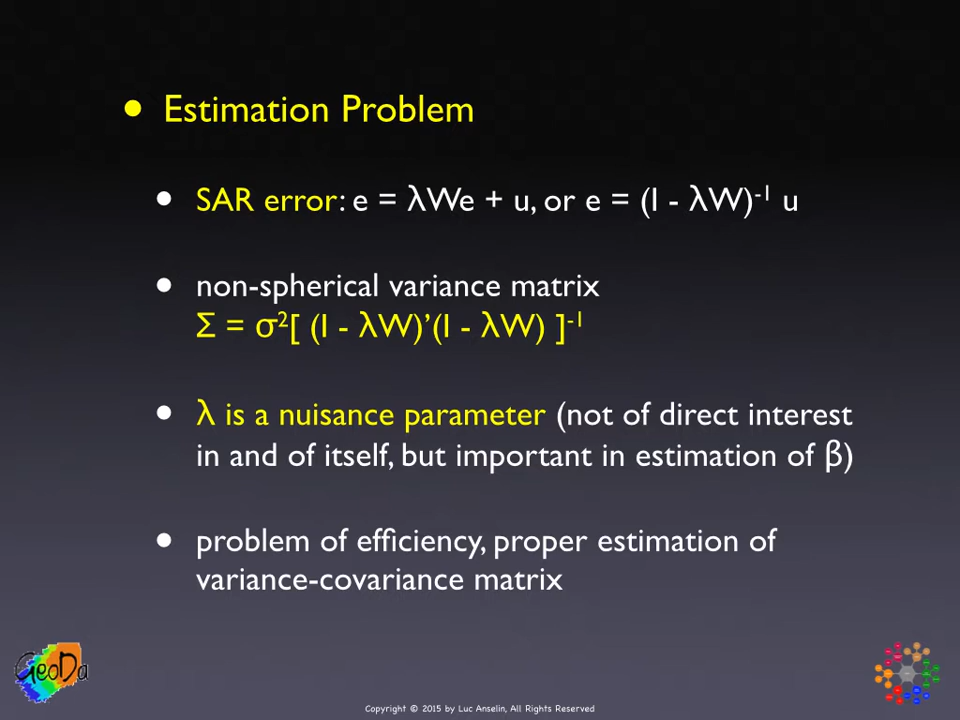 • Estimation Problem
• SAR error: e = λWe + u, or e = (I - λW)⁻¹ u
• non-spherical variance matrix
Σ = σ²[ (I - λW)’(I - λW) ]⁻¹
• λ is a nuisance parameter (not of direct interest
in and of itself, but important in estimation of β)
• problem of efficiency, proper estimation of
variance-covariance matrix
GeoDa
Copyright © 2015 by Luc Anselin, All Rights Reserved